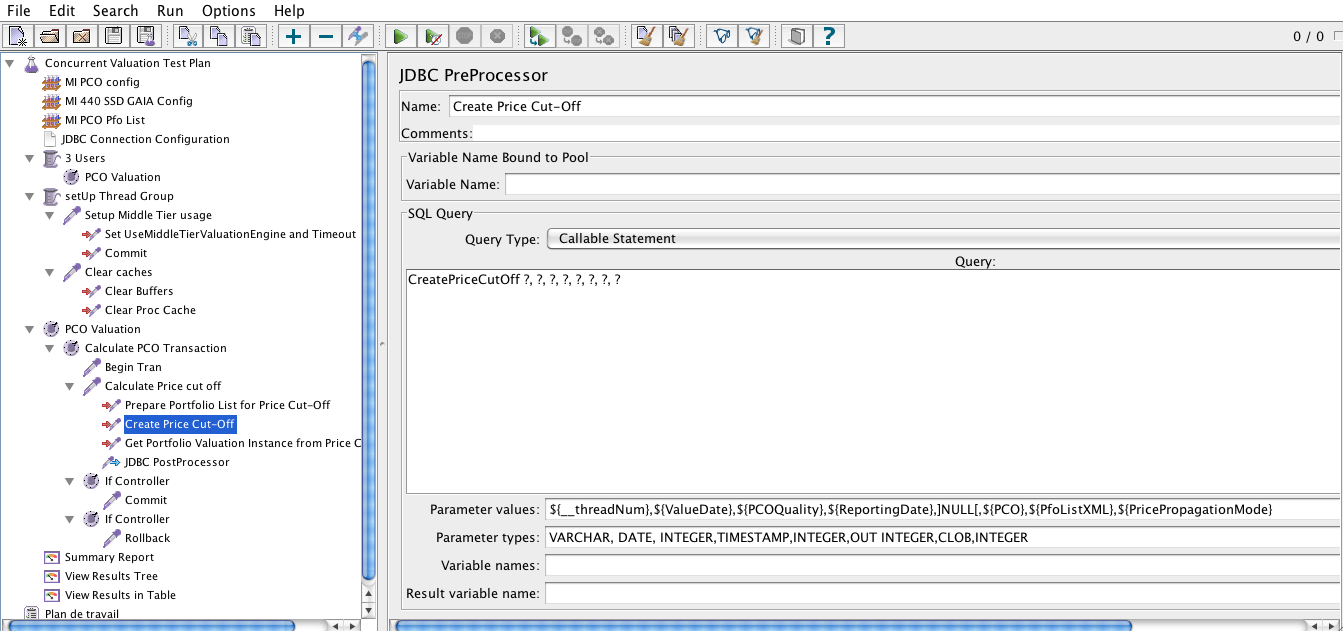 File Edit Search Run Options Help
0 / 0
Concurrent Valuation Test Plan
MI PCO config
MI 440 SSD GAIA Config
MI PCO Pfo List
JDBC Connection Configuration
3 Users
PCO Valuation
setUp Thread Group
Setup Middle Tier usage
Set UseMiddleTierValuationEngine and Timeout
Commit
Clear caches
Clear Buffers
Clear Proc Cache
PCO Valuation
Calculate PCO Transaction
Begin Tran
Calculate Price cut off
Prepare Portfolio List for Price Cut-Off
Create Price Cut-Off
Get Portfolio Valuation Instance from Price C
JDBC PostProcessor
If Controller
Commit
If Controller
Rollback
Summary Report
View Results Tree
View Results in Table
Plan de travail
JDBC PreProcessor
Name: Create Price Cut-Off
Comments:
Variable Name Bound to Pool
Variable Name:
SQL Query
Query Type: Callable Statement
Query:
CreatePriceCutOff ?, ?, ?, ?, ?, ?, ?, ?
Parameter values: ${__threadNum},${ValueDate},${PCOQuality},${ReportingDate},]NULL[,${PCO},${PfoListXML},${PricePropagationMode}
Parameter types: VARCHAR, DATE, INTEGER,TIMESTAMP,INTEGER,OUT INTEGER,CLOB,INTEGER
Variable names:
Result variable name: